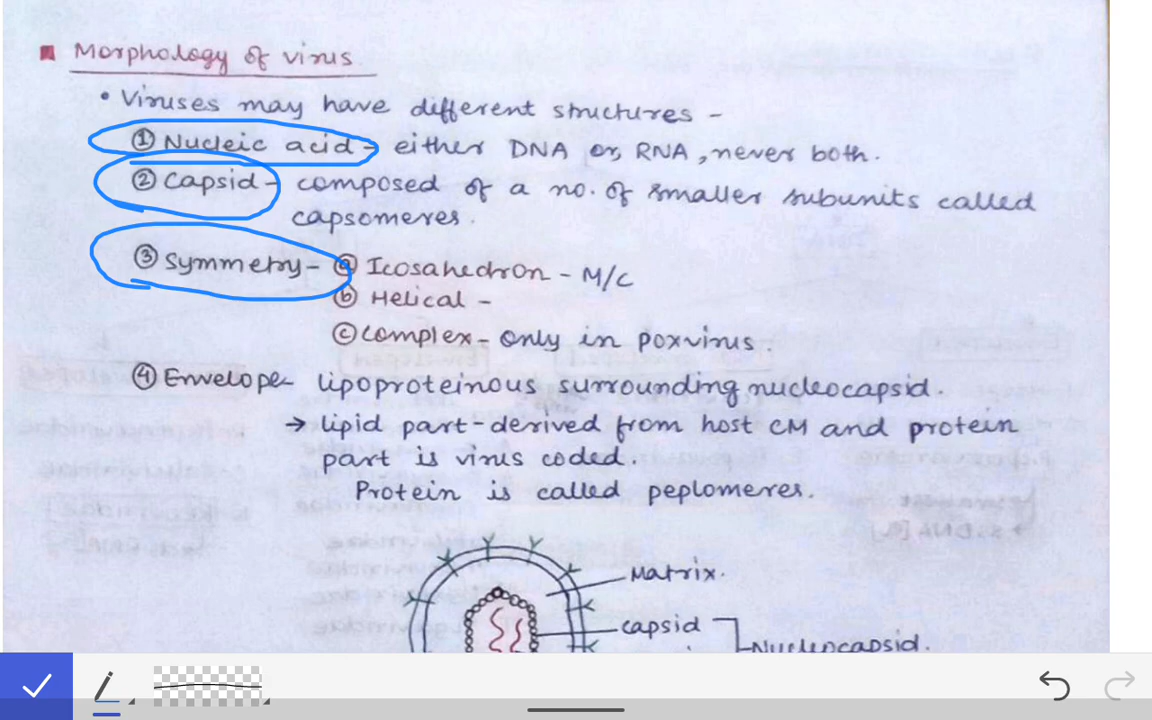 Morphology of virus
• Viruses may have different structures -
① Nucleic acid - either DNA or RNA, never both.
② Capsid - composed of a no. of smaller subunits called
capsomeres.
③ Symmetry - ⓐ Icosahedron - M/C
ⓑ Helical -
ⓒ Complex - only in poxvirus.
④ Envelope lipoproteinous surrounding nucleocapsid.
→ lipid part - derived from host CM and protein
part is virus coded.
Protein is called peplomeres.
Matrix.
capsid
Nucleocapsid.